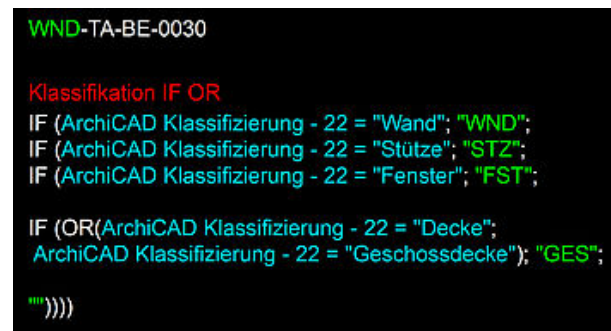 WND-TA-BE-0030
Klassifikation IF OR
IF (ArchiCAD Klassifizierung - 22 = "Wand"; "WND";
IF (ArchiCAD Klassifizierung - 22 = "Stütze"; "STZ";
IF (ArchiCAD Klassifizierung - 22 = "Fenster"; "FST";
IF (OR(ArchiCAD Klassifizierung - 22 = "Decke";
ArchiCAD Klassifizierung - 22 = "Geschossdecke"); "GES";
""))))